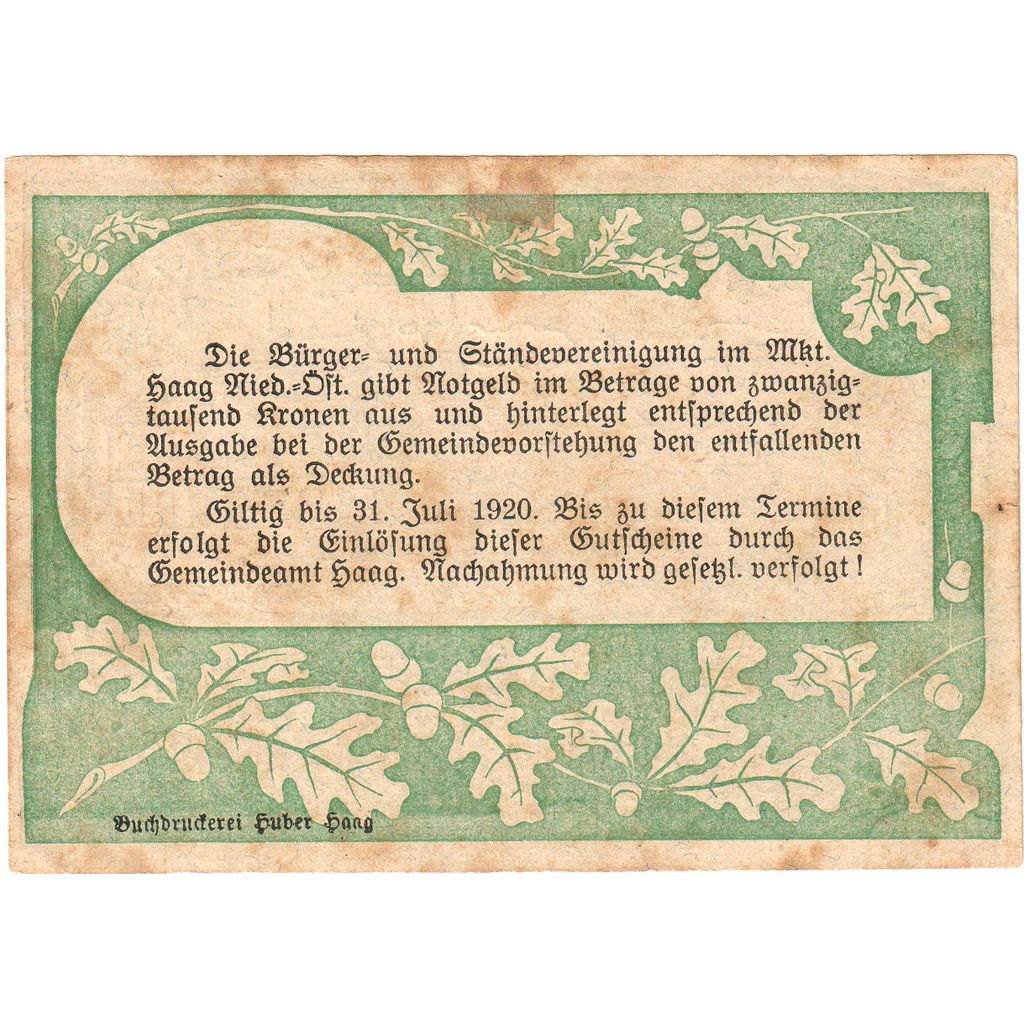 Die Bürger- und Ständevereinigung im Mkt.
Haag Nied.-Öst. gibt Notgeld im Betrage von zwanzig-
tausend Kronen aus und hinterlegt entsprechend der
Ausgabe bei der Gemeindevorstehung den entfallenden
Betrag als Deckung.
Giltig bis 31. Juli 1920. Bis zu diesem Termine
erfolgt die Einlösung dieser Gutscheine durch das
Gemeindeamt Haag. Nachahmung wird gesetzl. verfolgt!
Buchdruckerei Huber Haag